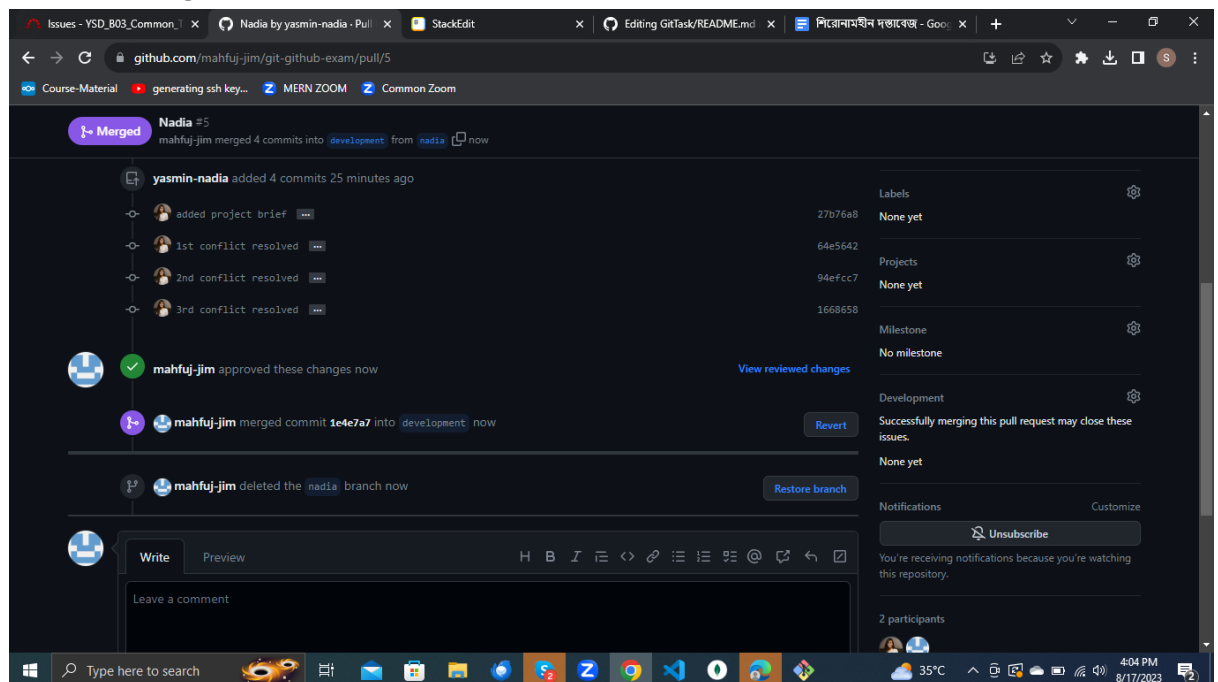 Issues - YSD_B03_Common_T
Nadia by yasmin-nadia · Pull
StackEdit
Editing GitTask/README.md
শিরোনামহীন দস্তাবেজ - Goog
github.com/mahfuj-jim/git-github-exam/pull/5
S
Course-Material
generating ssh key...
MERN ZOOM
Common Zoom
Merged
Nadia #5
mahfuj-jim merged 4 commits into development from nadia now
yasmin-nadia added 4 commits 25 minutes ago
added project brief ...
27b76a8
1st conflict resolved ...
64e5642
2nd conflict resolved ...
94efcc7
3rd conflict resolved ...
1668658
mahfuj-jim approved these changes now
View reviewed changes
mahfuj-jim merged commit 1e4e7a7 into development now
Revert
mahfuj-jim deleted the nadia branch now
Restore branch
Write
Preview
Leave a comment
Labels
None yet
Projects
None yet
Milestone
No milestone
Development
Successfully merging this pull request may close these
issues.
None yet
Notifications
Customize
Unsubscribe
You're receiving notifications because you're watching
this repository.
2 participants
Type here to search
35°C
4:04 PM
8/17/2023
2